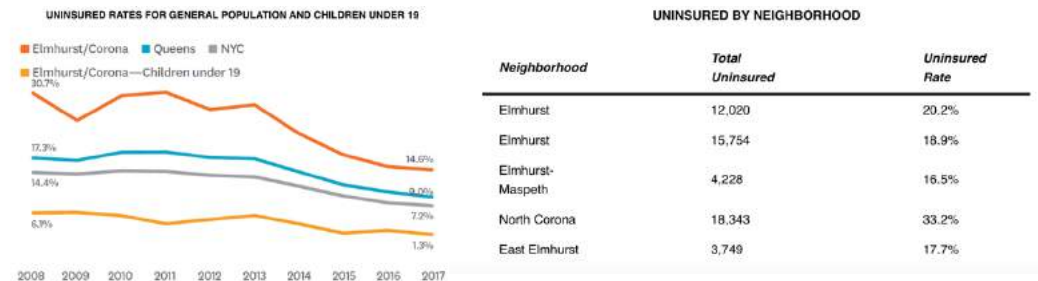 UNINSURED RATES FOR GENERAL POPULATION AND CHILDREN UNDER 19
Elmhurst/Corona Queens NYC
Elmhurst/Corona—Children under 19
30.7%
17.3%
14.4%
6.1%
14.6%
9.0%
7.2%
1.3%
2008 2009 2010 2011 2012 2013 2014 2015 2016 2017
UNINSURED BY NEIGHBORHOOD
Neighborhood Total Uninsured Uninsured Rate
Elmhurst 12,020 20.2%
Elmhurst 15,754 18.9%
Elmhurst-
Maspeth 4,228 16.5%
North Corona 18,343 33.2%
East Elmhurst 3,749 17.7%